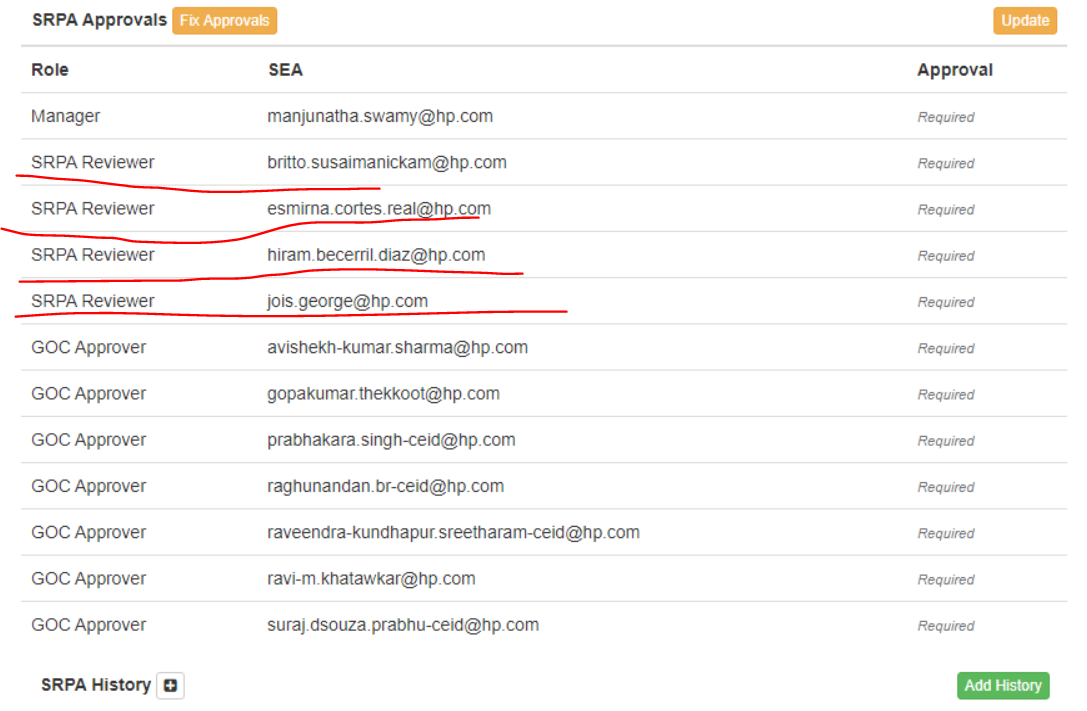 SRPA Approvals Fix Approvals Update
Role SEA Approval
Manager manjunatha.swamy@hp.com Required
SRPA Reviewer britto.susaimanickam@hp.com Required
SRPA Reviewer esmirna.cortes.real@hp.com Required
SRPA Reviewer hiram.becerril.diaz@hp.com Required
SRPA Reviewer jois.george@hp.com Required
GOC Approver avishekh-kumar.sharma@hp.com Required
GOC Approver gopakumar.thekkoot@hp.com Required
GOC Approver prabhakara.singh-ceid@hp.com Required
GOC Approver raghunandan.br-ceid@hp.com Required
GOC Approver raveendra-kundhapur.sreetharam-ceid@hp.com Required
GOC Approver ravi-m.khatawkar@hp.com Required
GOC Approver suraj.dsouza.prabhu-ceid@hp.com Required
SRPA History Add History